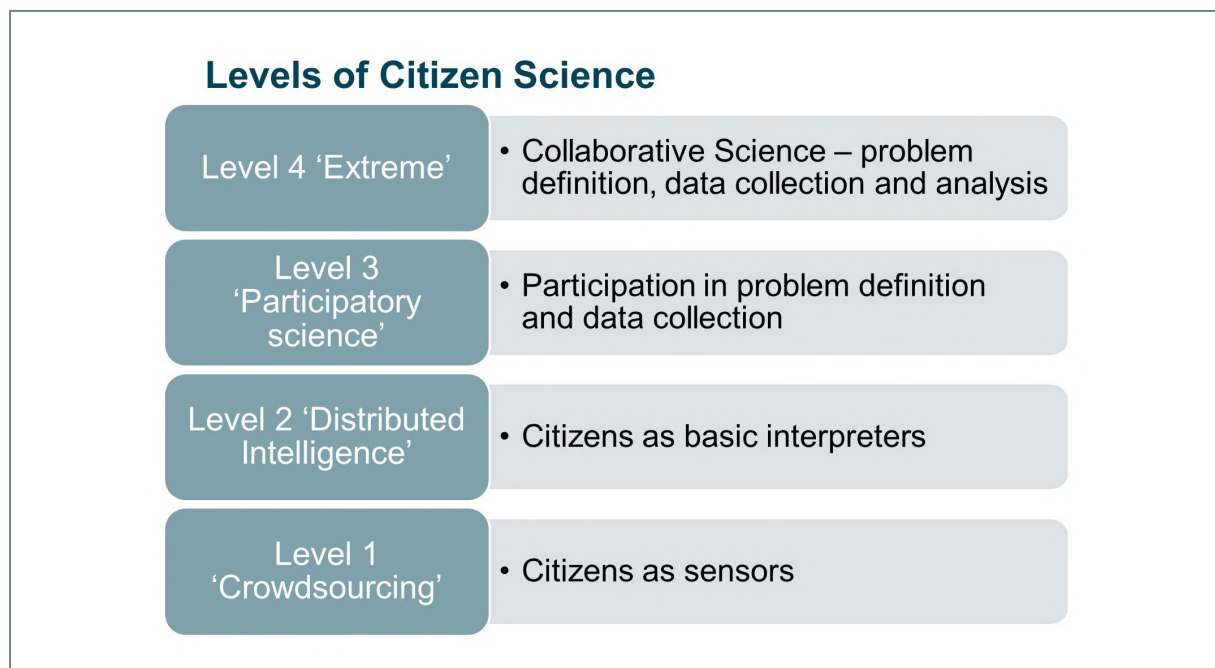 Levels of Citizen Science
Level 4 ‘Extreme’
• Collaborative Science – problem
definition, data collection and analysis
Level 3
‘Participatory
science’
• Participation in problem definition
and data collection
Level 2 ‘Distributed
Intelligence’
• Citizens as basic interpreters
Level 1
‘Crowdsourcing’
• Citizens as sensors